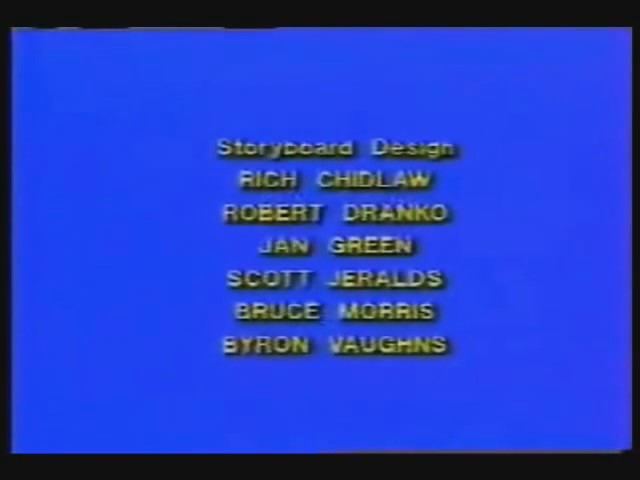 Storyboard Design
RICH CHIDLAW
ROBERT DRANKO
JAN GREEN
SCOTT JERALDS
BRUCE MORRIS
BYRON VAUGHNS